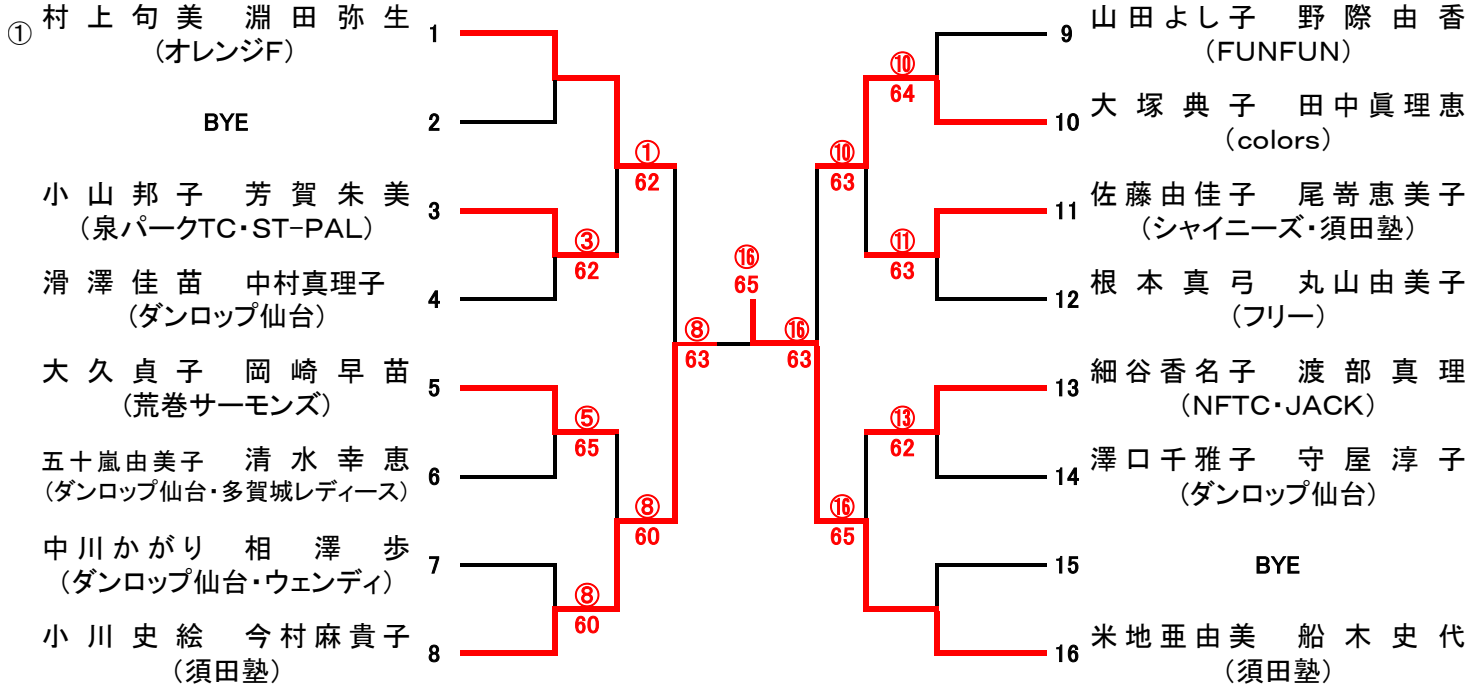 ① 村上句美 淵田弥生 1
(オレンジF)
BYE 2
小山邦子 芳賀朱美 3
(泉パークTC・ST-PAL)
滑澤佳苗 中村真理子 4
(ダンロップ仙台)
大久貞子 岡崎早苗 5
(荒巻サーモンズ)
五十嵐由美子 清水幸恵 6
(ダンロップ仙台・多賀城レディース)
中川かがり 相澤歩 7
(ダンロップ仙台・ウェンディ)
小川史絵 今村麻貴子 8
(須田塾)
①
62
③
62
⑤
65
⑧
60
⑧
60
⑧
63
⑯
65
⑯
63
⑩
64
⑩
63
⑪
63
⑬
62
⑯
65
9 山田よし子 野際由香
(FUNFUN)
10 大塚典子 田中眞理恵
(colors)
11 佐藤由佳子 尾嵜恵美子
(シャイニーズ・須田塾)
12 根本真弓 丸山由美子
(フリー)
13 細谷香名子 渡部真理
(NFTC・JACK)
14 澤口千雅子 守屋淳子
(ダンロップ仙台)
15 BYE
16 米地亜由美 船木史代
(須田塾)